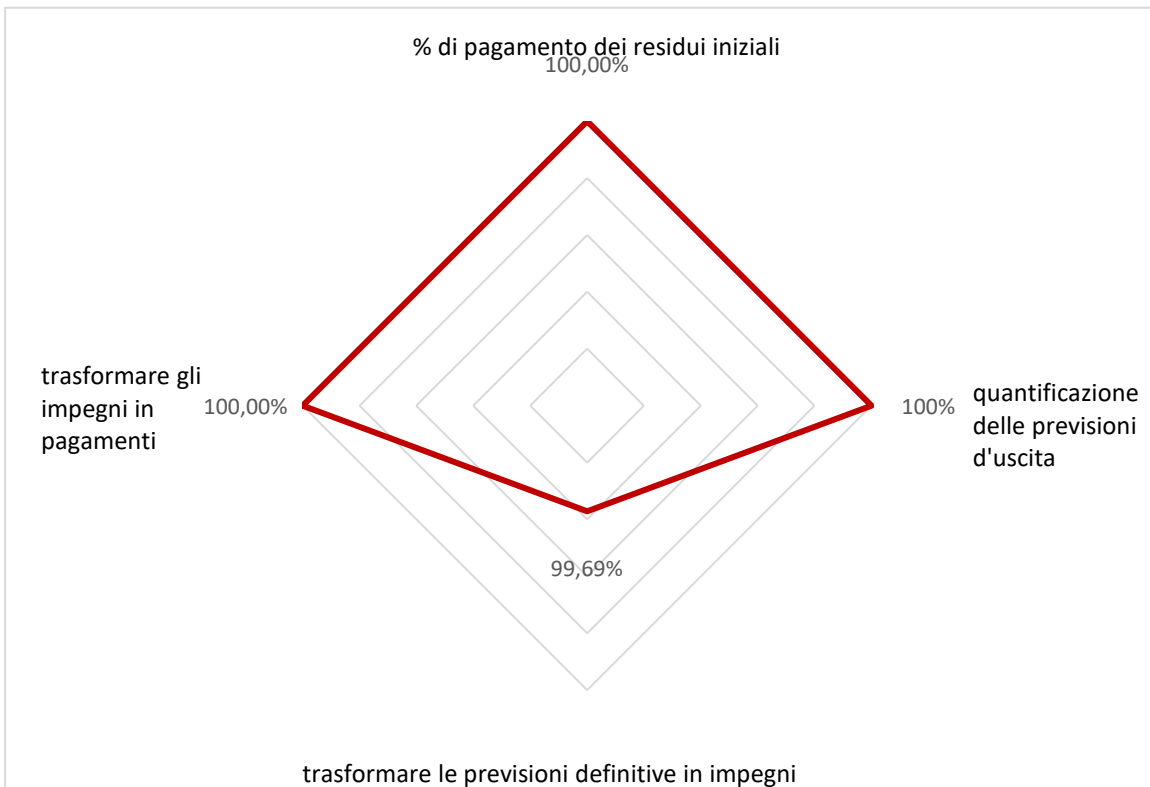 % di pagamento dei residui iniziali
100,00%
trasformare gli
impegni in
pagamenti
100,00%
100%
quantificazione
delle previsioni
d'uscita
99,69%
trasformare le previsioni definitive in impegni